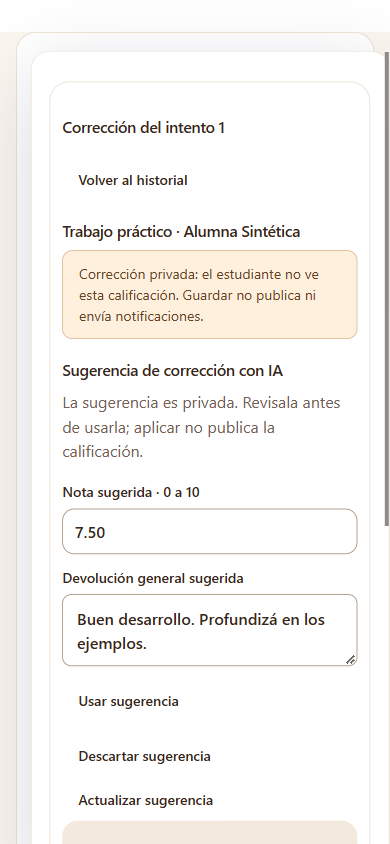 Corrección del intento 1
Volver al historial
Trabajo práctico · Alumna Sintética
Corrección privada: el estudiante no ve
esta calificación. Guardar no publica ni
envía notificaciones.
Sugerencia de corrección con IA
La sugerencia es privada. Revisala antes
de usarla; aplicar no publica la
calificación.
Nota sugerida · 0 a 10
7.50
Devolución general sugerida
Buen desarrollo. Profundizá en los
ejemplos.
Usar sugerencia
Descartar sugerencia
Actualizar sugerencia